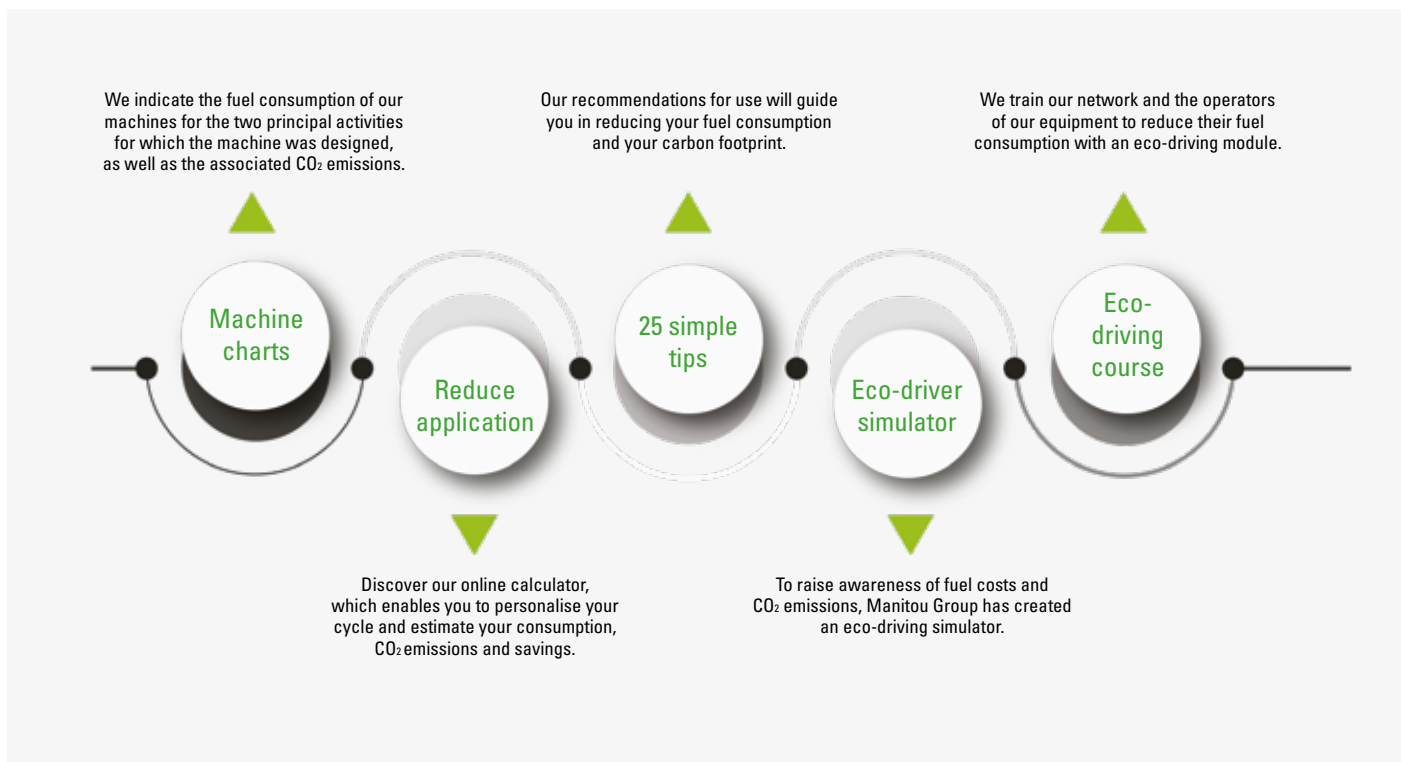 We indicate the fuel consumption of our
machines for the two principal activities
for which the machine was designed,
as well as the associated CO₂ emissions.
Our recommendations for use will guide
you in reducing your fuel consumption
and your carbon footprint.
We train our network and the operators
of our equipment to reduce their fuel
consumption with an eco-driving module.
Machine
charts
Reduce
application
25 simple
tips
Eco-driver
simulator
Eco-
driving
course
Discover our online calculator,
which enables you to personalise your
cycle and estimate your consumption,
CO₂ emissions and savings.
To raise awareness of fuel costs and
CO₂ emissions, Manitou Group has created
an eco-driving simulator.